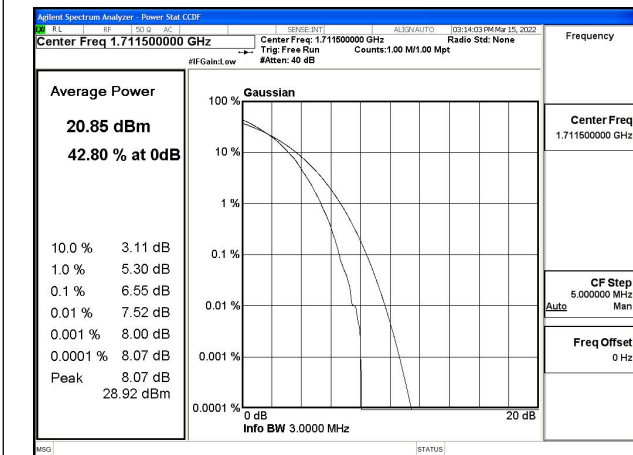 Agilent Spectrum Analyzer - Power Stat CCDF
RL RF 50 Ω AC SENSE:INT ALIGN AUTO 03:14:03 PM Mar 15, 2022
Center Freq 1.711500000 GHz
Center Freq: 1.711500000 GHz Radio Std: None
Trig: Free Run Counts:1.00 M/1.00 Mpt
#IFGain:Low #Atten: 40 dB
Frequency
Average Power
20.85 dBm
42.80 % at 0dB
10.0 % 3.11 dB
1.0 % 5.30 dB
0.1 % 6.55 dB
0.01 % 7.52 dB
0.001 % 8.00 dB
0.0001 % 8.07 dB
Peak 8.07 dB
28.92 dBm
Gaussian
100 %
10 %
1 %
0.1 %
0.01 %
0.001 %
0.0001 %
0 dB 20 dB
Info BW 3.0000 MHz
Center Freq
1.711500000 GHz
CF Step
5.000000 MHz
Auto Man
Freq Offset
0 Hz
MSG STATUS